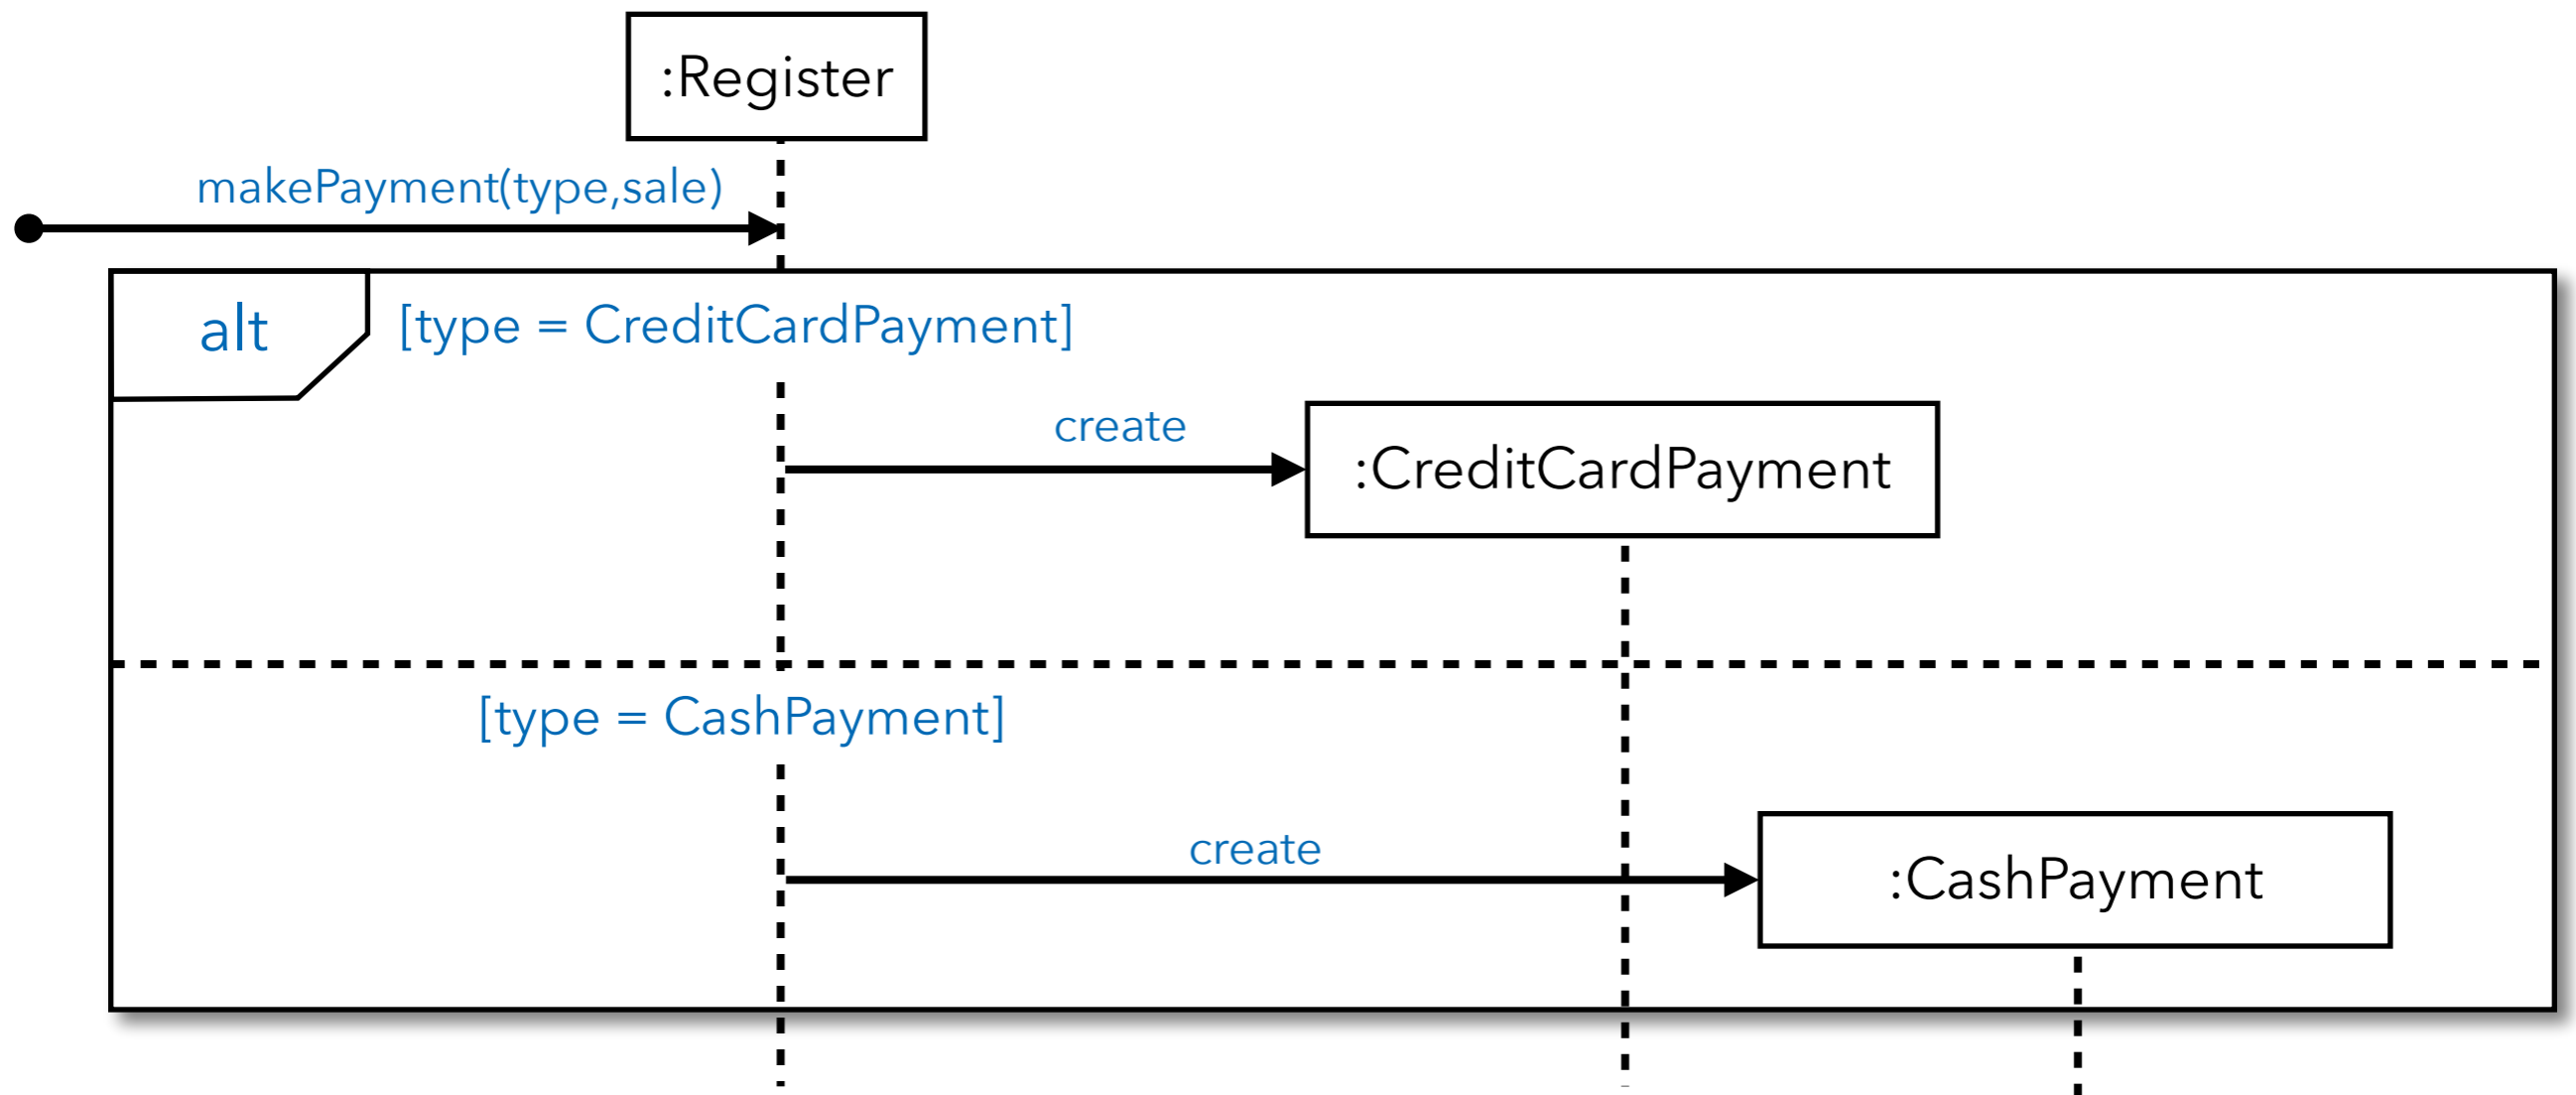 :Register
makePayment(type,sale)
alt
[type = CreditCardPayment]
create
:CreditCardPayment
[type = CashPayment]
create
:CashPayment